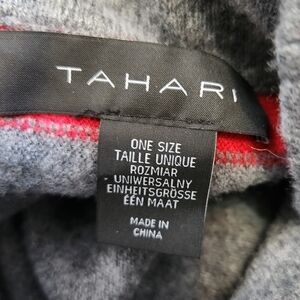 TAHARI
ONE SIZE
TAILLE UNIQUE
ROZMIAR
UNIWERSALNY
EINHEITSGRÖSSE
ÉÉN MAAT
MADE IN
CHINA